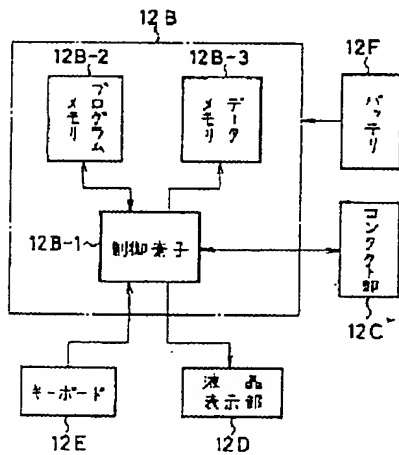 12B
12B-2
12B-3
12F
プログラム
メモリ
データ
メモリ
バッテリ
12B-1
制御素子
コンタクト部
12C
キーボード
液晶
表示部
12E
12D